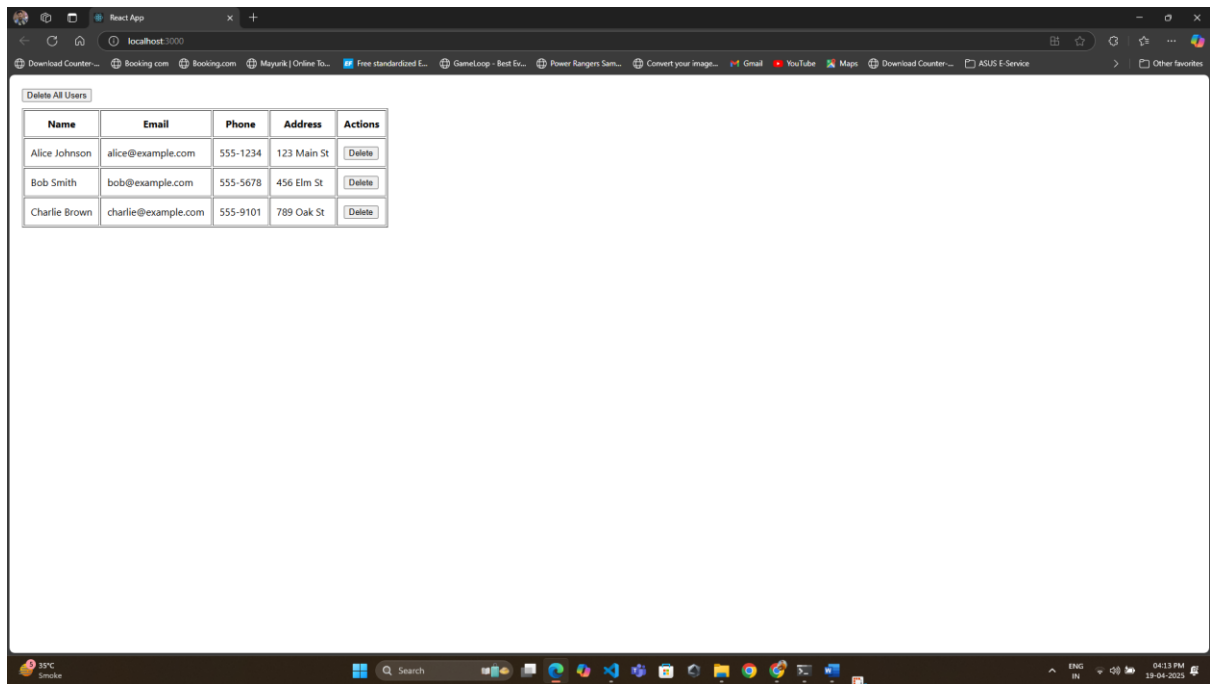 React App
localhost:3000
Download Counter-... Booking com Booking.com Mayurik | Online To... EF Free standardized E... GameLoop - Best Ev... Power Rangers Sam... Convert your image... Gmail YouTube Maps Download Counter-... ASUS E-Service Other favorites
Delete All Users
Name Email Phone Address Actions
Alice Johnson alice@example.com 555-1234 123 Main St Delete
Bob Smith bob@example.com 555-5678 456 Elm St Delete
Charlie Brown charlie@example.com 555-9101 789 Oak St Delete
5 35°C Search ENG 04:13 PM
Smoke IN 19-04-2025